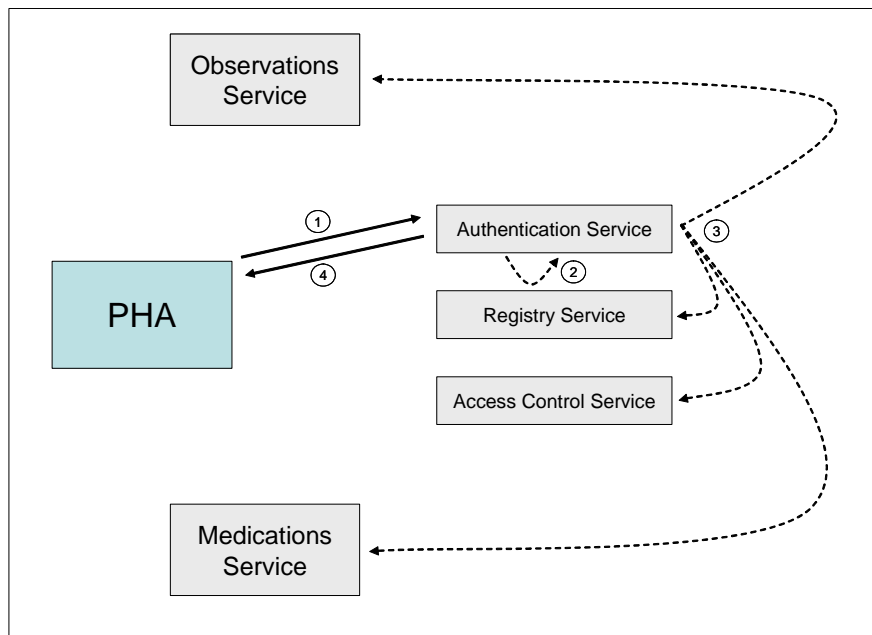 Observations
Service
1
Authentication Service
3
4
2
PHA
Registry Service
Access Control Service
Medications
Service